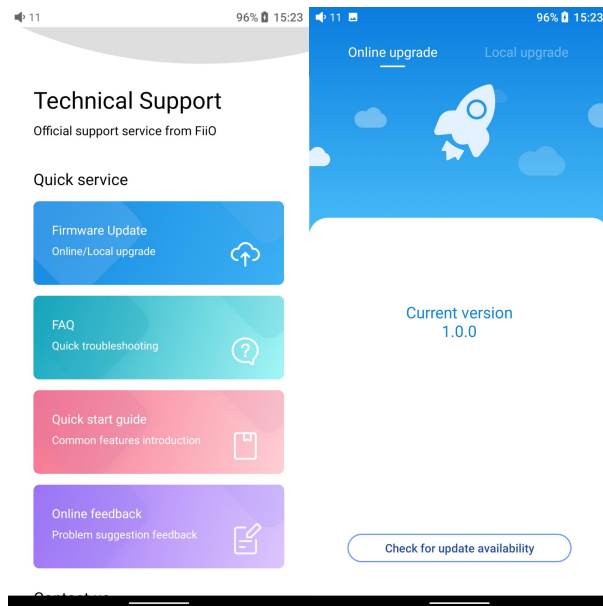 11 96% 15:23
Technical Support
Official support service from FiiO
Quick service
Firmware Update
Online/Local upgrade
FAQ
Quick troubleshooting
Quick start guide
Common features introduction
Online feedback
Problem suggestion feedback
Contact us
11 96% 15:23
Online upgrade Local upgrade
Current version
1.0.0
Check for update availability